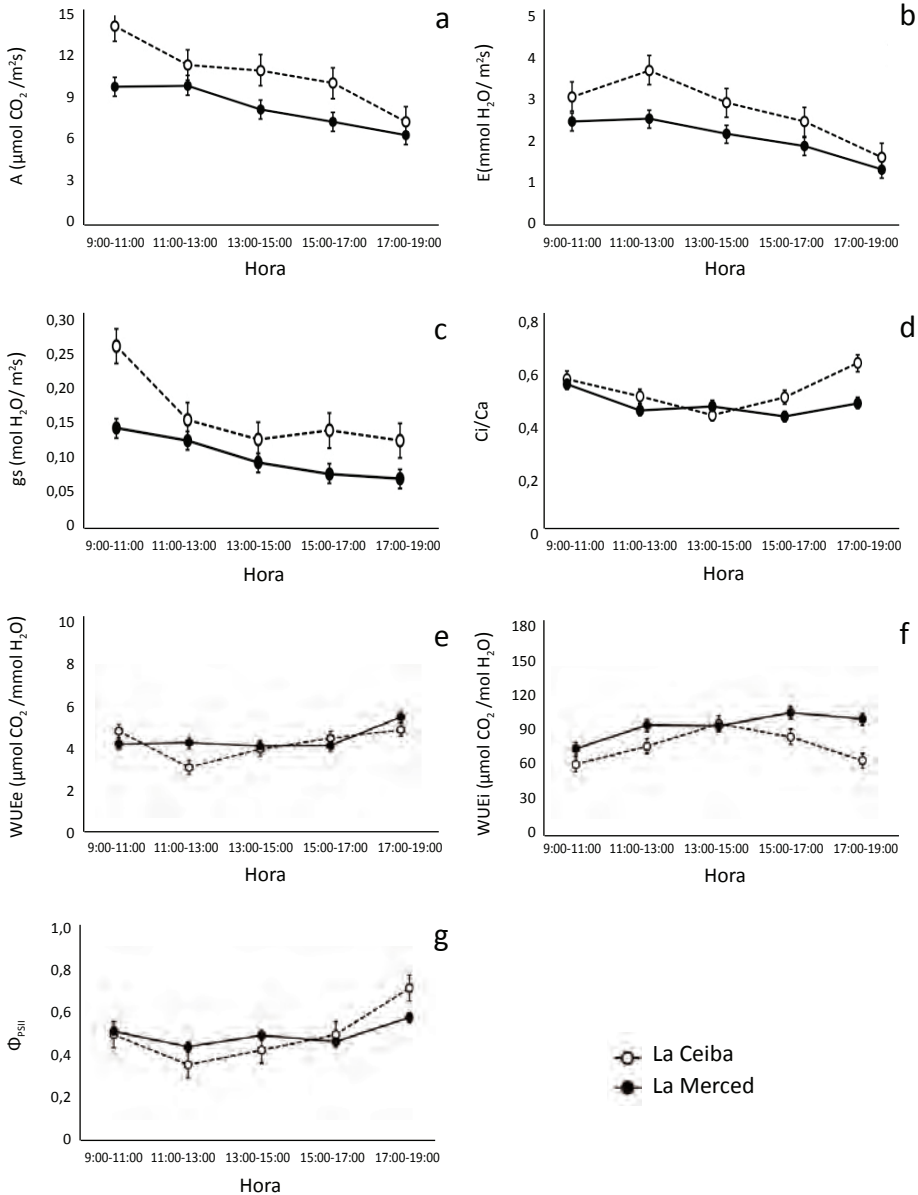 a
A (μmol CO₂ /m²s)
15
12
9
6
3
0
9:00-11:00 11:00-13:00 13:00-15:00 15:00-17:00 17:00-19:00
Hora
b
E(mmol H₂O/ m²s)
5
4
3
2
1
0
9:00-11:00 11:00-13:00 13:00-15:00 15:00-17:00 17:00-19:00
Hora
c
gs (mol H₂O/ m²s)
0,30
0,25
0,20
0,15
0,10
0,05
0
9:00-11:00 11:00-13:00 13:00-15:00 15:00-17:00 17:00-19:00
Hora
d
Ci/Ca
0,8
0,6
0,4
0,2
0
9:00-11:00 11:00-13:00 13:00-15:00 15:00-17:00 17:00-19:00
Hora
e
WUEe (μmol CO₂ /mmol H₂O)
10
8
6
4
2
0
9:00-11:00 11:00-13:00 13:00-15:00 15:00-17:00 17:00-19:00
Hora
f
WUEi (μmol CO₂ /mol H₂O)
180
150
120
90
60
30
0
9:00-11:00 11:00-13:00 13:00-15:00 15:00-17:00 17:00-19:00
Hora
g
ΦPSII
1,0
0,8
0,6
0,4
0,2
0
9:00-11:00 11:00-13:00 13:00-15:00 15:00-17:00 17:00-19:00
Hora
La Ceiba
La Merced